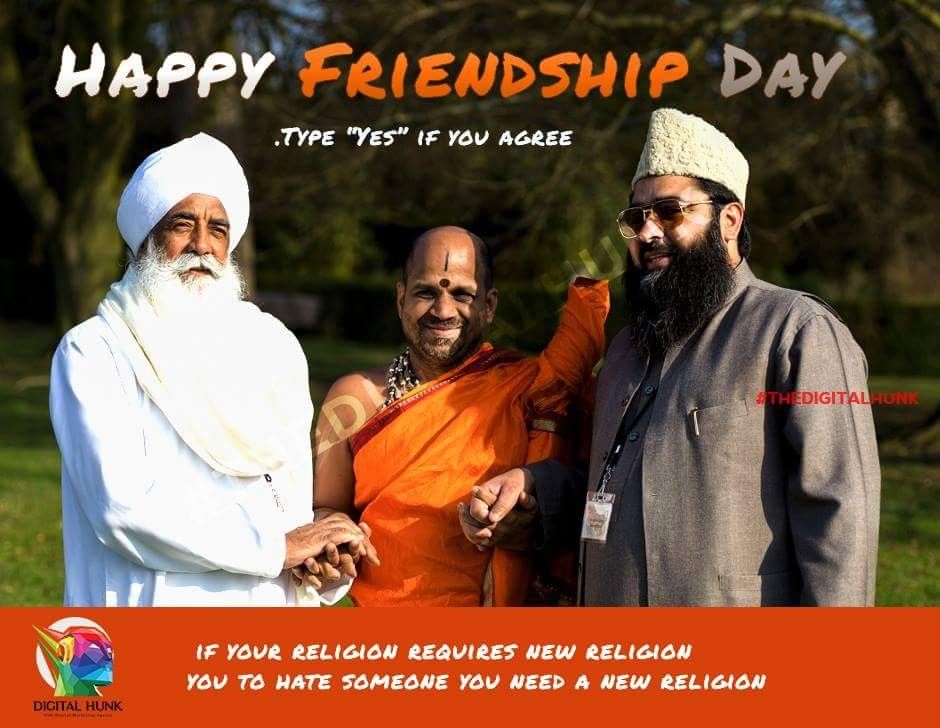 HAPPY FRIENDSHIP DAY
.TYPE "YES" IF YOU AGREE
#THEDIGITALHUNK
IF YOUR RELIGION REQUIRES NEW RELIGION
YOU TO HATE SOMEONE YOU NEED A NEW RELIGION
DIGITAL HUNK